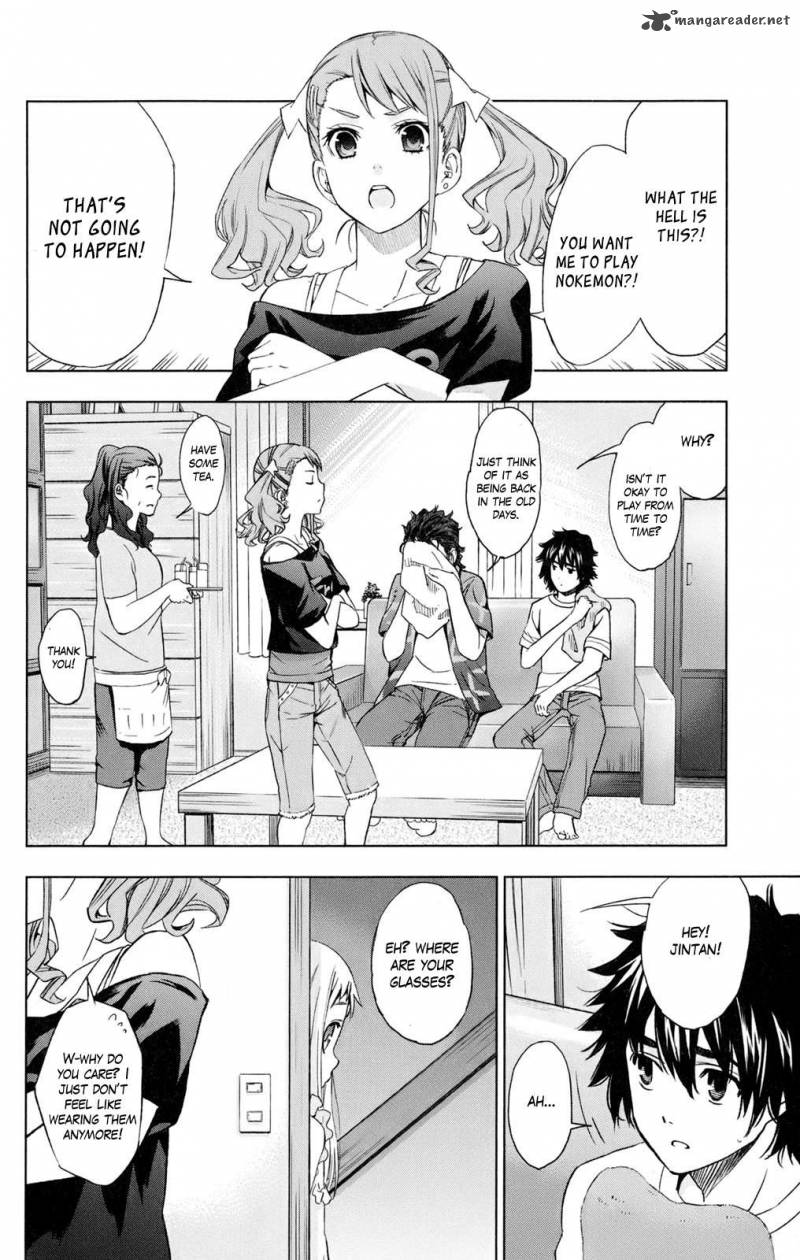 mangareader.net
WHAT THE
HELL IS
THIS?!
YOU WANT
ME TO PLAY
NOKEMON?!
THAT'S
NOT GOING
TO HAPPEN!
WHY?
ISN'T IT
OKAY TO
PLAY FROM
TIME TO
TIME?
JUST THINK
OF IT AS
BEING BACK
IN THE OLD
DAYS.
HAVE
SOME
TEA.
THANK
YOU!
HEY!
JINTAN!
AH...
EH? WHERE
ARE YOUR
GLASSES?
W-WHY DO
YOU CARE? I
JUST DON'T
FEEL LIKE
WEARING THEM
ANYMORE!